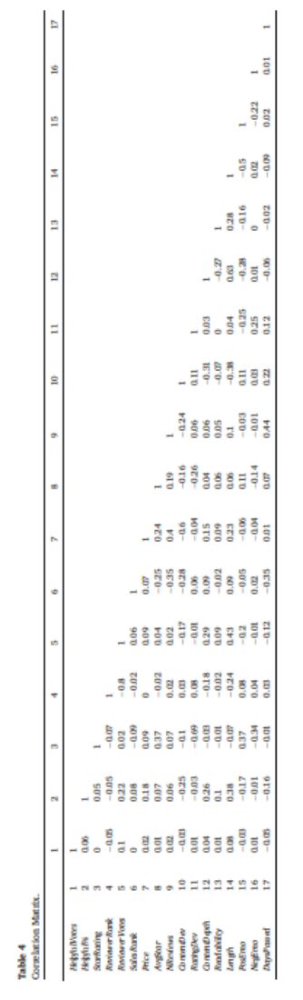 Table 4
Correlation Matrix.
1 2 3 4 5 6 7 8 9 10 11 12 13 14 15 16 17
HelpfulVotes 1 1
Helpful% 2 0.06 1
StarRating 3 0 0.05 1
ReviewerRank 4 −0.05 −0.05 −0.07 1
ReviewerVotes 5 0.1 0.22 0.02 −0.8 1
SalesRank 6 0 0.08 −0.09 −0.02 0.06 1
Price 7 0.02 0.18 0.09 0 0.09 0.07 1
AvgStar 8 0.01 0.07 0.37 −0.02 0.04 −0.25 0.24 1
NReviews 9 0.02 0.06 0.07 0.02 0.02 −0.35 0.4 0.19 1
CommDev 10 −0.03 −0.25 −0.1 0.03 −0.17 −0.28 −0.6 −0.16 −0.24 1
RatingDev 11 0.01 −0.03 −0.69 0.08 −0.01 0.06 −0.04 −0.26 0.06 0.11 1
CommDepth 12 0.04 0.26 −0.03 −0.18 0.29 0.09 0.15 0.04 0.06 −0.31 0.03 1
Readability 13 0.01 0.1 −0.01 −0.02 0.09 −0.02 0.09 0.06 0.05 −0.07 0 −0.27 1
Length 14 0.08 0.38 −0.07 −0.24 0.43 0.09 0.23 0.06 0.1 −0.38 0.04 0.63 0.28 1
PosEmo 15 −0.03 −0.17 0.37 0.08 −0.2 −0.05 −0.06 0.11 −0.03 0.11 −0.25 −0.28 −0.16 −0.5 1
NegEmo 16 0.01 −0.01 −0.34 0.04 −0.01 0.02 −0.04 −0.14 −0.01 0.03 0.25 0.01 0 0.02 −0.22 1
DaysPassed 17 −0.05 −0.16 −0.01 0.03 −0.12 −0.35 0.01 0.07 0.44 0.22 0.12 −0.06 −0.02 −0.09 0.02 0.01 1